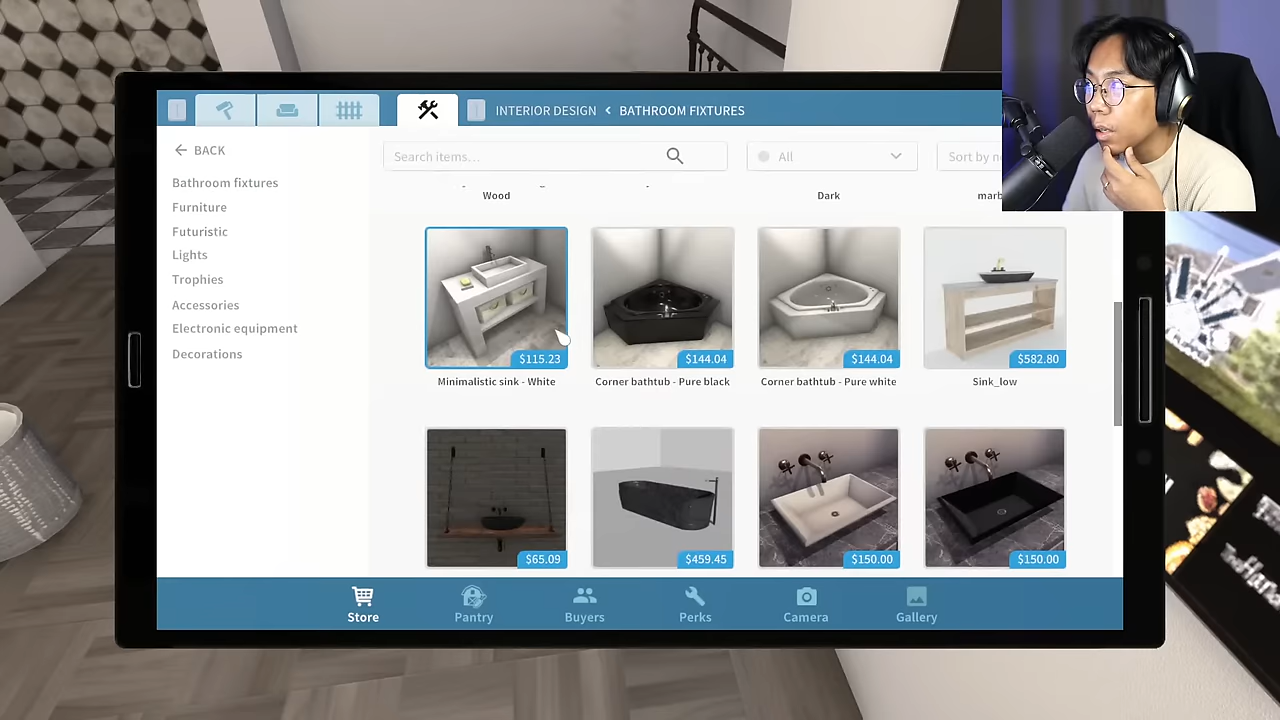 INTERIOR DESIGN < BATHROOM FIXTURES
BACK
Search items...
All
Sort by
Bathroom fixtures
Furniture
Futuristic
Lights
Trophies
Accessories
Electronic equipment
Decorations
Wood
Dark
$115.23
$144.04
$144.04
$582.80
Minimalistic sink - White
Corner bathtub - Pure black
Corner bathtub - Pure white
Sink_low
$65.09
$459.45
$150.00
$150.00
Store
Pantry
Buyers
Perks
Camera
Gallery